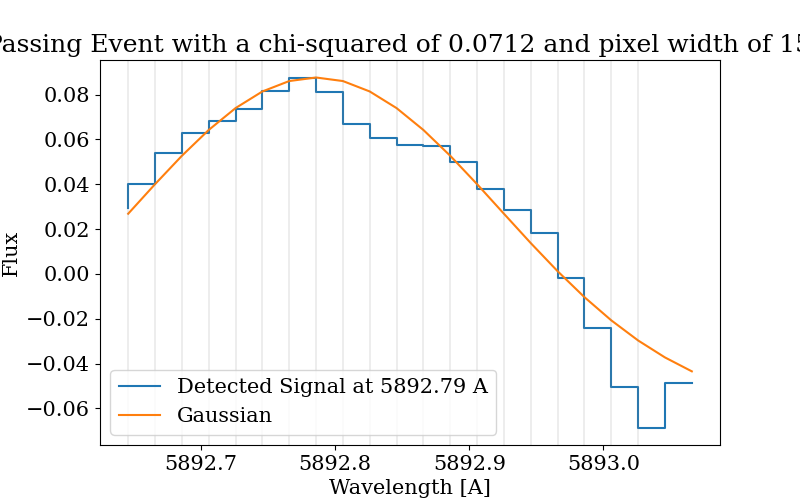 Passing Event with a chi-squared of 0.0712 and pixel width of 15
0.08
0.06
0.04
0.02
0.00
−0.02
−0.04
−0.06
Flux
Detected Signal at 5892.79 A
Gaussian
5892.7 5892.8 5892.9 5893.0
Wavelength [A]